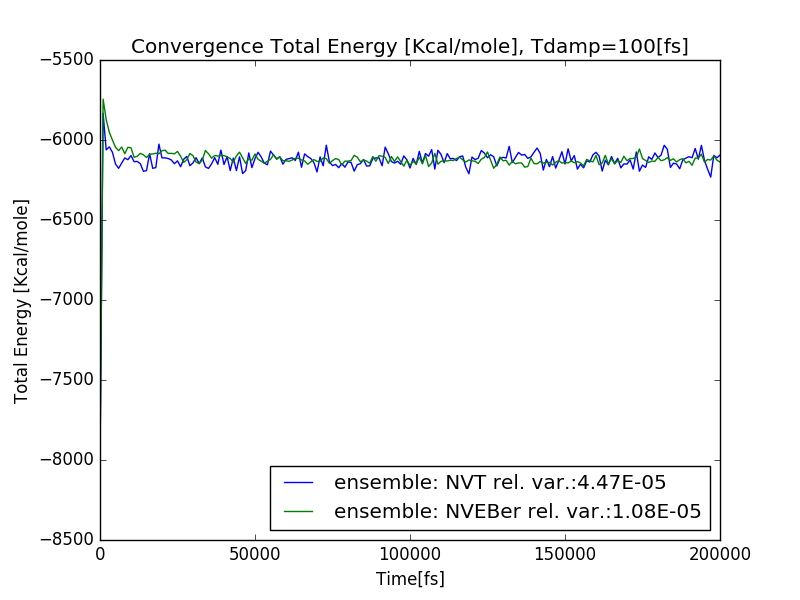 Convergence Total Energy [Kcal/mole], Tdamp=100[fs]
−5500
−6000
−6500
−7000
−7500
−8000
−8500
Total Energy [Kcal/mole]
ensemble: NVT rel. var.:4.47E-05
ensemble: NVEBer rel. var.:1.08E-05
0
50000
100000
150000
200000
Time[fs]